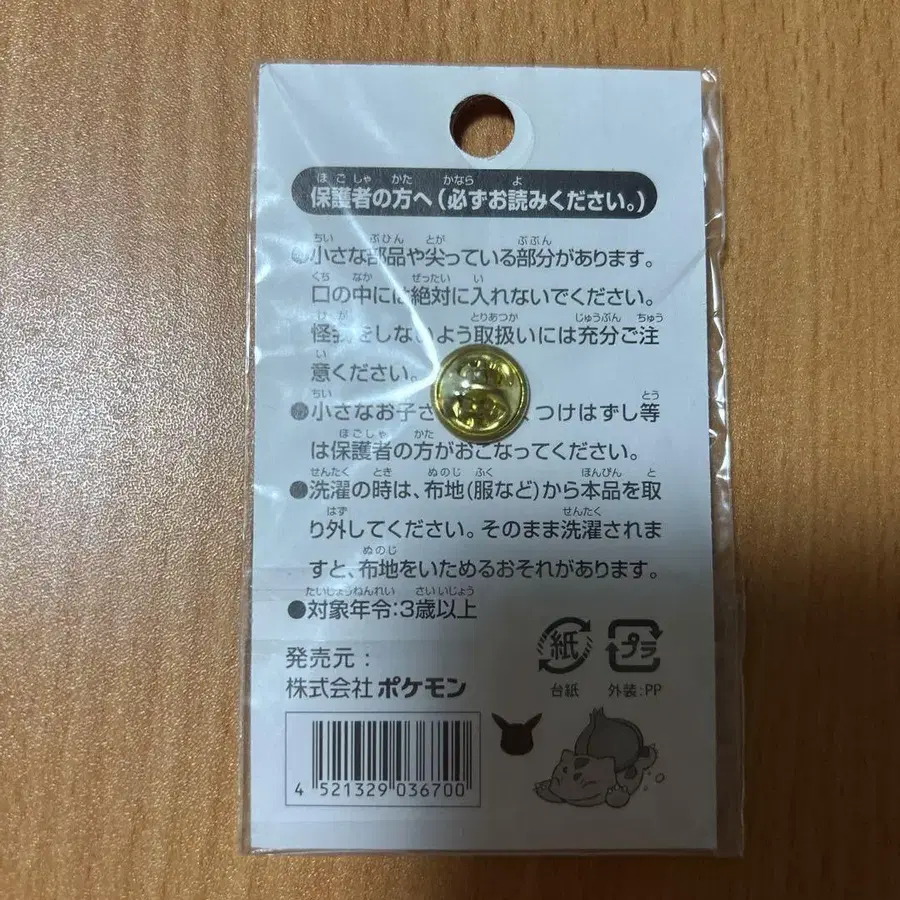 保護者の方へ(必ずお読みください。)
●小さな部品や尖っている部分があります。
口の中には絶対に入れないでください。
怪我をしないよう取扱いには充分ご注
意ください。
●小さなお子さ つけはずし等
は保護者の方がおこなってください。
●洗濯の時は、布地(服など)から本品を取
り外してください。そのまま洗濯されま
すと、布地をいためるおそれがあります。
●対象年令:3歳以上
発売元:
株式会社 ポケモン
紙
台紙
プラ
外装:PP
4 521329 036700